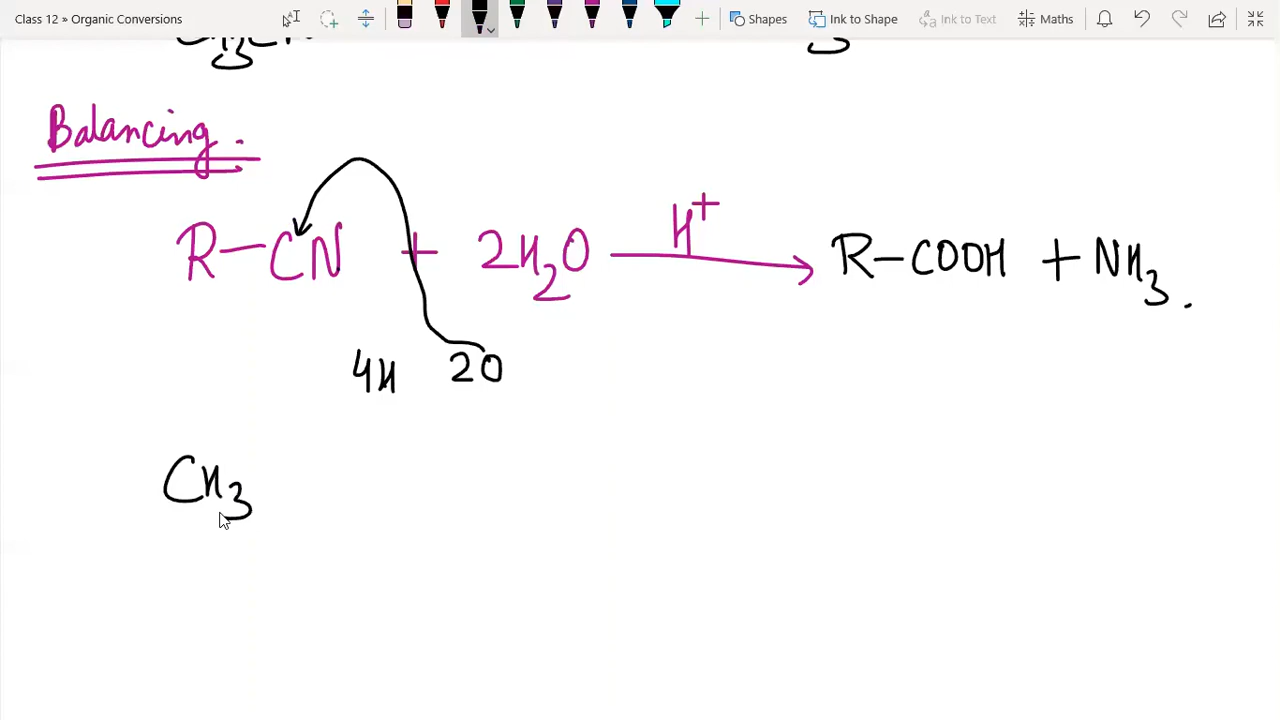 Class 12 » Organic Conversions Shapes Ink to Shape Ink to Text Maths
Balancing.
R-CN + 2H2O H+ R-COOH + NH3.
4H 2O
CH3